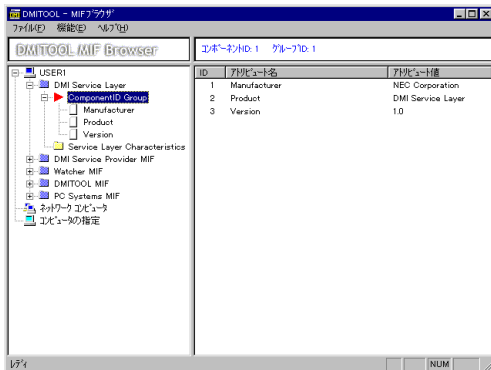 DMITOOL - MIFﾌﾞﾗｳｻﾞ
ﾌｧｲﾙ(F) 機能(E) ﾍﾙﾌﾟ(H)
DMITOOL MIF Browser
ｺﾝﾎﾟｰﾈﾝﾄID: 1 ｸﾞﾙｰﾌﾟID: 1
USER1
DMI Service Layer
ComponentID Group
Manufacturer
Product
Version
Service Layer Characteristics
DMI Service Provider MIF
Watcher MIF
DMITOOL MIF
PC Systems MIF
ﾈｯﾄﾜｰｸ ｺﾝﾋﾟｭｰﾀ
ｺﾝﾋﾟｭｰﾀの指定
ID ｱﾄﾘﾋﾞｭｰﾄ名 ｱﾄﾘﾋﾞｭｰﾄ値
1 Manufacturer NEC Corporation
2 Product DMI Service Layer
3 Version 1.0
ﾚﾃﾞｨ NUM